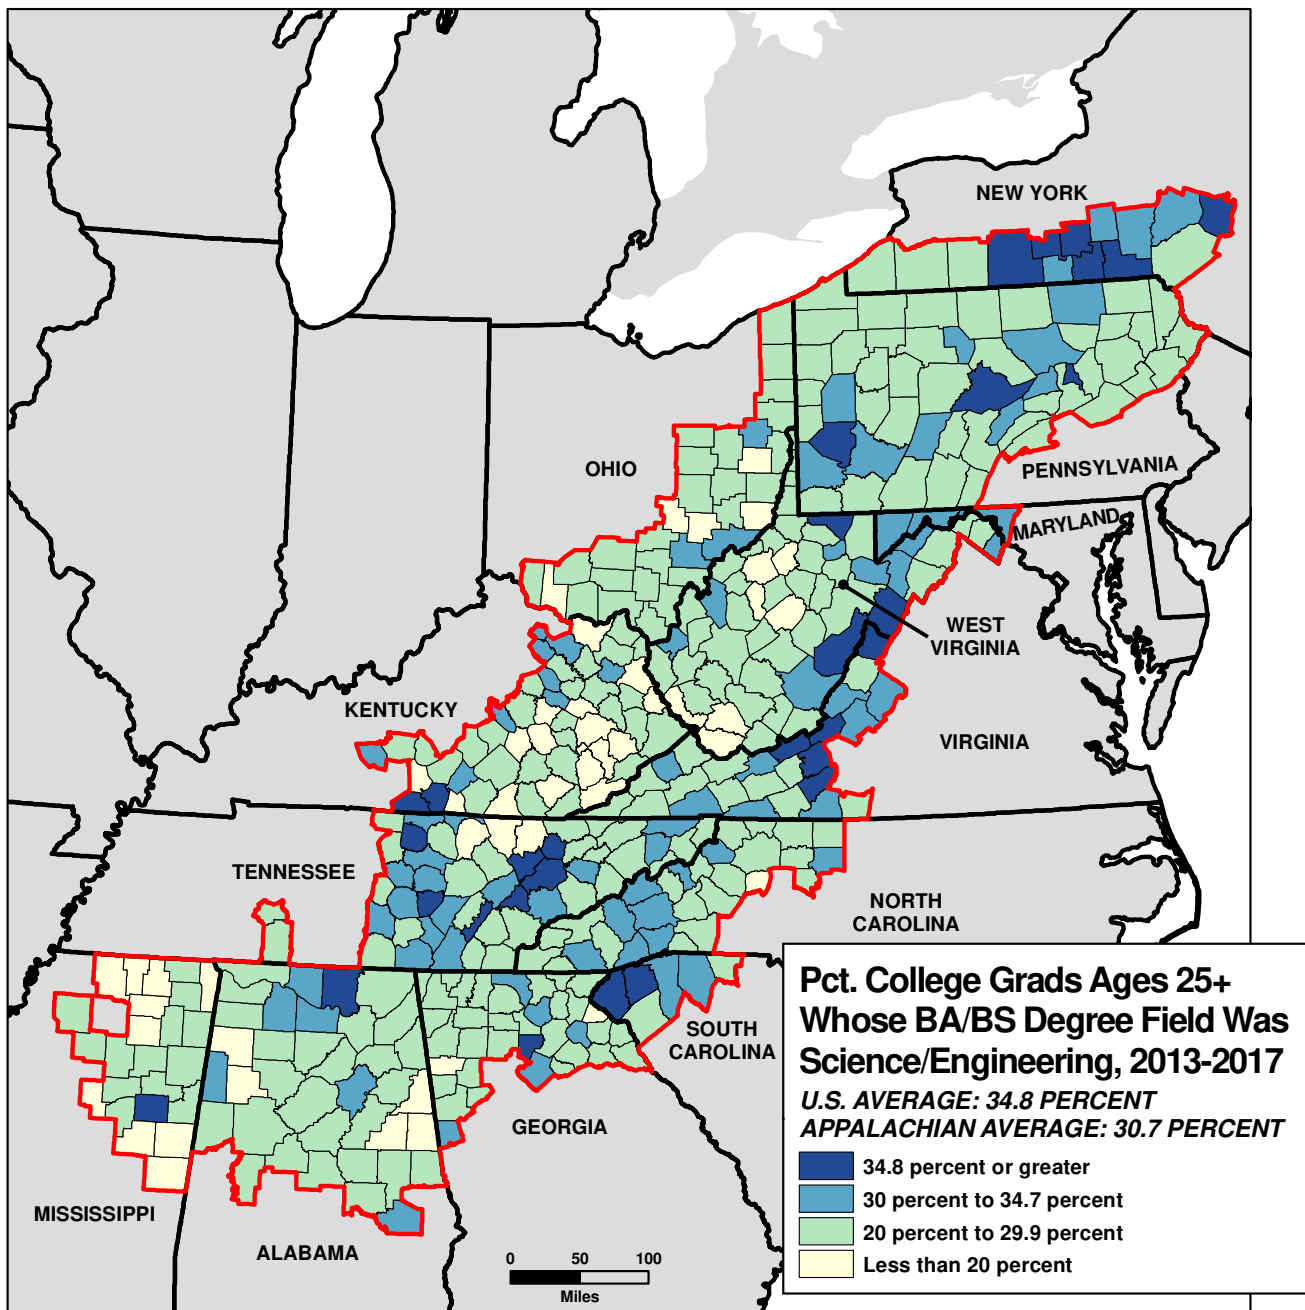 NEW YORK
OHIO
PENNSYLVANIA
MARYLAND
WEST
VIRGINIA
KENTUCKY
VIRGINIA
TENNESSEE
NORTH
CAROLINA
SOUTH
CAROLINA
GEORGIA
MISSISSIPPI
ALABAMA
0 50 100
Miles
Pct. College Grads Ages 25+
Whose BA/BS Degree Field Was
Science/Engineering, 2013-2017
U.S. AVERAGE: 34.8 PERCENT
APPALACHIAN AVERAGE: 30.7 PERCENT
34.8 percent or greater
30 percent to 34.7 percent
20 percent to 29.9 percent
Less than 20 percent